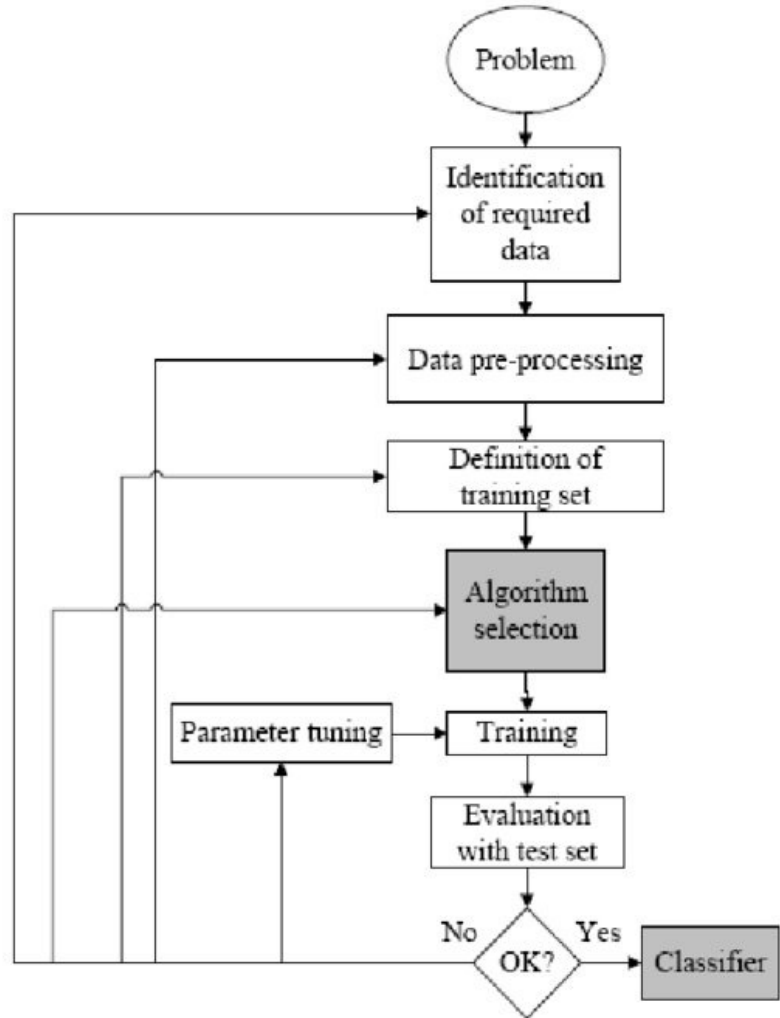 Problem
Identification
of required
data
Data pre-processing
Definition of
training set
Algorithm
selection
Parameter tuning
Training
Evaluation
with test set
No
OK?
Yes
Classifier